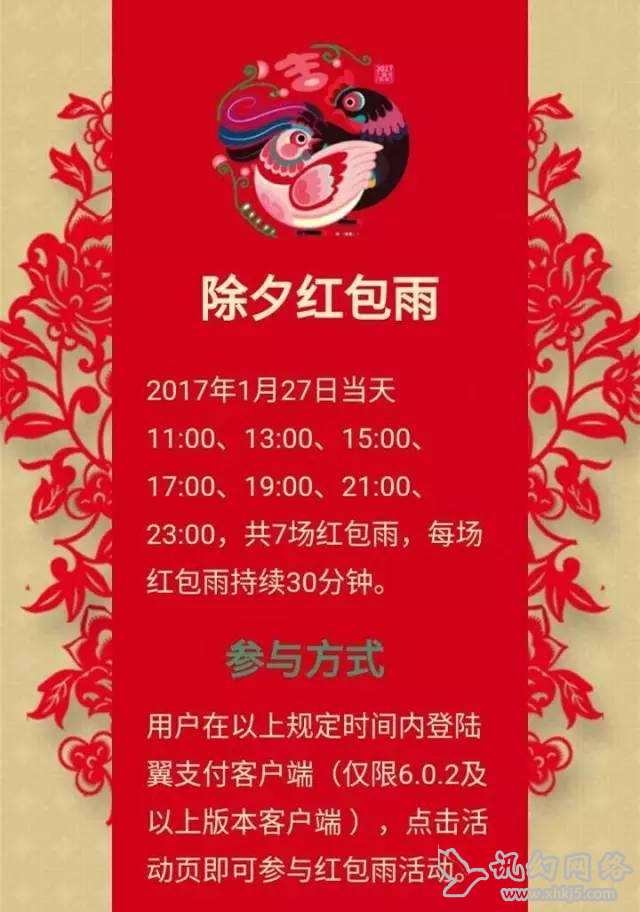 吉
除夕红包雨
2017年1月27日当天
11:00、13:00、15:00、
17:00、19:00、21:00、
23:00，共7场红包雨，每场
红包雨持续30分钟。
参与方式
用户在以上规定时间内登陆
翼支付客户端（仅限6.0.2及
以上版本客户端 ），点击活
动页即可参与红包雨活动。
讯幻网络
www.xhkj5.com